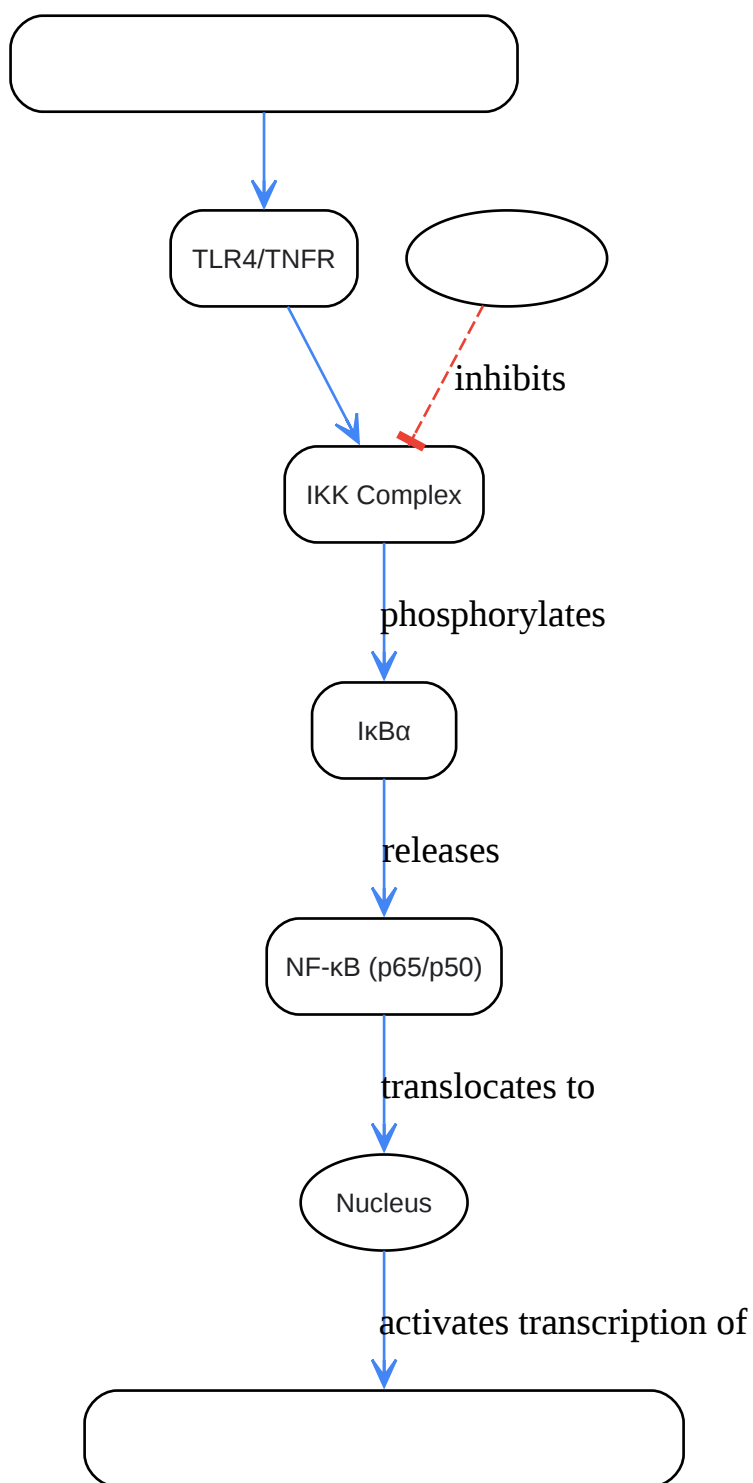 TLR4/TNFR
inhibits
IKK Complex
phosphorylates
IκBα
releases
NF-κB (p65/p50)
translocates to
Nucleus
activates transcription of